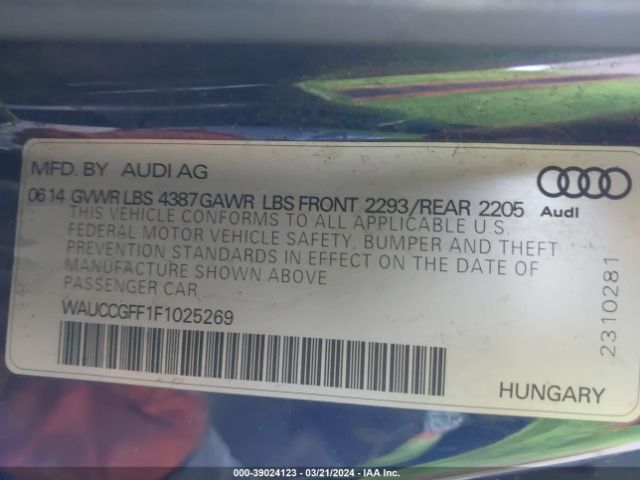 MFD. BY AUDI AG
0614 GVWR LBS 4387 GAWR LBS FRONT 2293/REAR 2205
THIS VEHICLE CONFORMS TO ALL APPLICABLE U.S.
FEDERAL MOTOR VEHICLE SAFETY, BUMPER AND THEFT
PREVENTION STANDARDS IN EFFECT ON THE DATE OF
MANUFACTURE SHOWN ABOVE
PASSENGER CAR
WAUCCGFF1F1025269
Audi
2310281
HUNGARY
000-39024123 - 03/21/2024 - IAA Inc.